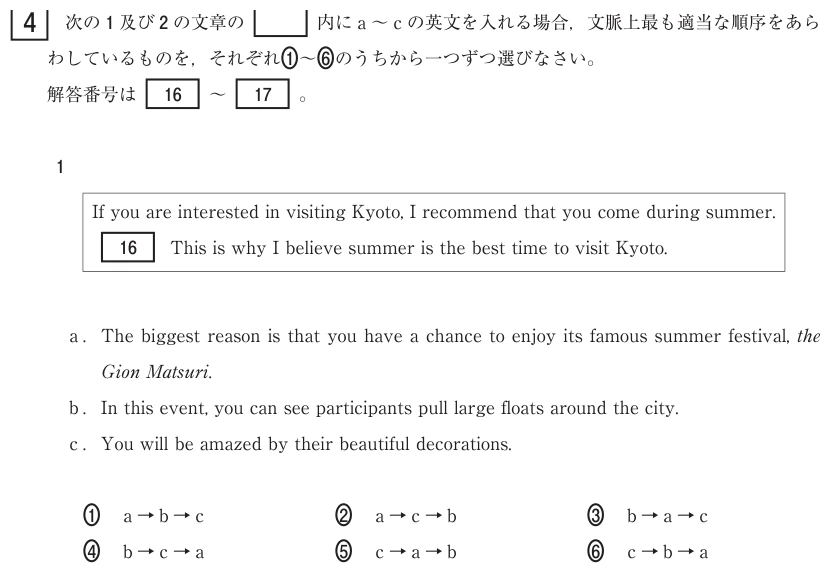 4 次の 1 及び 2 の文章の 内に a ～ c の英文を入れる場合，文脈上最も適当な順序をあら
わしているものを，それぞれ①～⑥のうちから一つずつ選びなさい。
解答番号は 16 ～ 17 。
1
If you are interested in visiting Kyoto, I recommend that you come during summer.
16 This is why I believe summer is the best time to visit Kyoto.
a． The biggest reason is that you have a chance to enjoy its famous summer festival, the
Gion Matsuri.
b． In this event, you can see participants pull large floats around the city.
c． You will be amazed by their beautiful decorations.
① a → b → c ② a → c → b ③ b → a → c
④ b → c → a ⑤ c → a → b ⑥ c → b → a